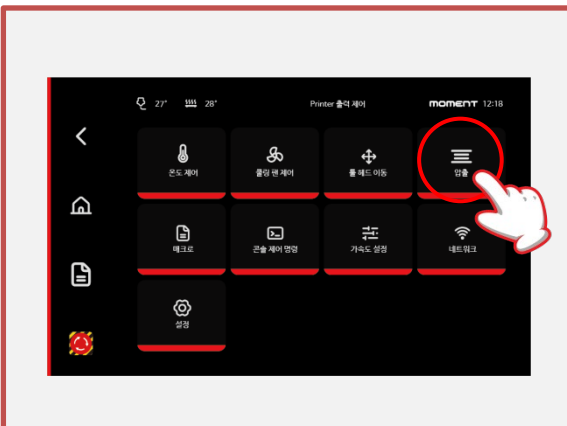 27° 28° Printer 출력 제어 moment 12:18
온도 제어 쿨링 팬 제어 툴 헤드 이동 압출
매크로 콘솔 제어 명령 가속도 설정 네트워크
설정